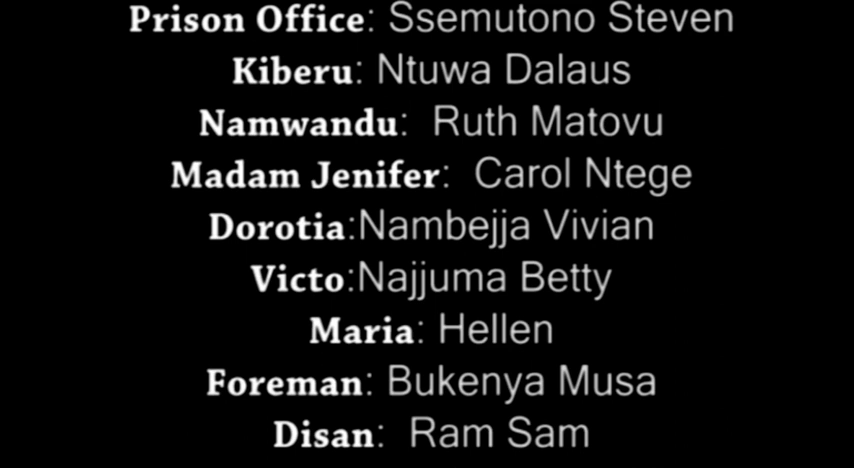 Prison Office: Ssemutono Steven
Kiberu: Ntuwa Dalaus
Namwandu: Ruth Matovu
Madam Jenifer: Carol Ntege
Dorotia:Nambejja Vivian
Victo:Najjuma Betty
Maria: Hellen
Foreman: Bukenya Musa
Disan: Ram Sam